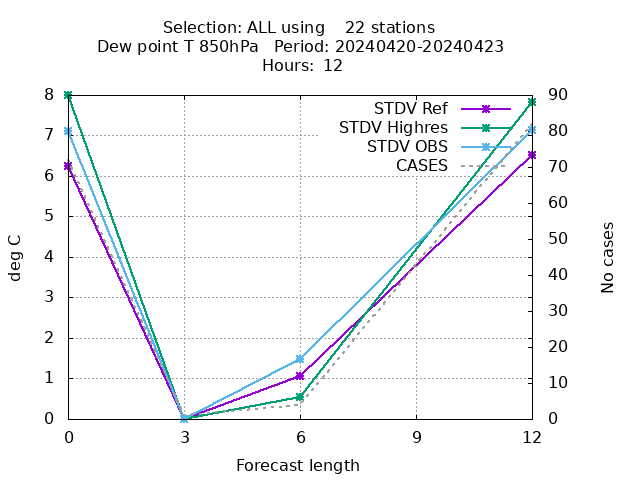 Selection: ALL using    22 stations
Dew point T 850hPa   Period: 20240420-20240423
Hours:  12
STDV Ref
STDV Highres
STDV OBS
CASES
deg C
No cases
8
7
6
5
4
3
2
1
0
90
80
70
60
50
40
30
20
10
0
0 3 6 9 12
Forecast length